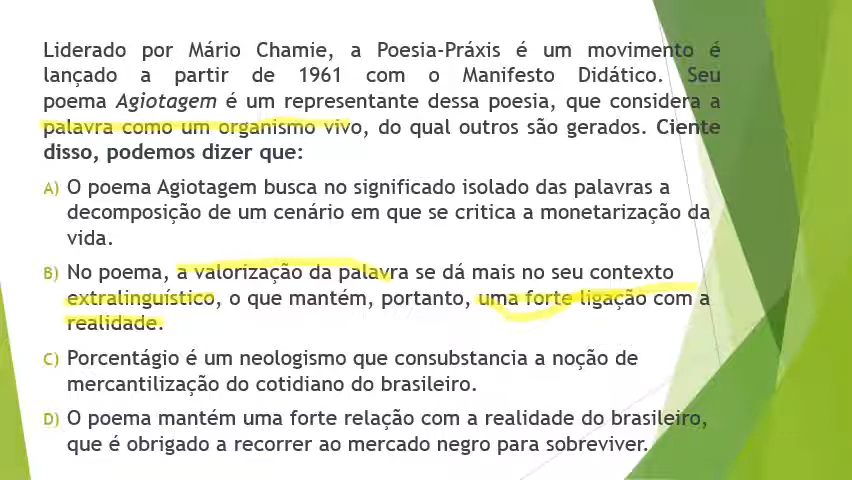 Liderado por Mário Chamie, a Poesia-Práxis é um movimento é
lançado a partir de 1961 com o Manifesto Didático. Seu
poema Agiotagem é um representante dessa poesia, que considera a
palavra como um organismo vivo, do qual outros são gerados. Ciente
disso, podemos dizer que:
A) O poema Agiotagem busca no significado isolado das palavras a
decomposição de um cenário em que se critica a monetarização da
vida.
B) No poema, a valorização da palavra se dá mais no seu contexto
extralinguístico, o que mantém, portanto, uma forte ligação com a
realidade.
C) Porcentágio é um neologismo que consubstancia a noção de
mercantilização do cotidiano do brasileiro.
D) O poema mantém uma forte relação com a realidade do brasileiro,
que é obrigado a recorrer ao mercado negro para sobreviver.